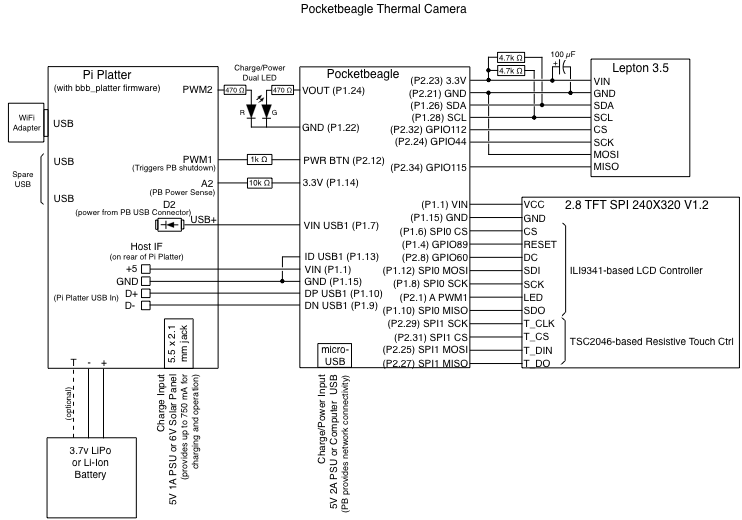 Pocketbeagle Thermal Camera
Pi Platter
(with bbb_platter firmware)
WiFi
Adapter
USB
USB
Spare
USB
USB
PWM2
PWM1
(Triggers PB shutdown)
A2
(PB Power Sense)
D2
(power from PB USB Connector)
USB+
Host IF
(on rear of Pi Platter)
+5
GND
(Pi Platter USB In)
D+
D-
5.5 x 2.1
mm jack
T
-
+
(optional)
3.7v LiPo
or Li-Ion
Battery
Charge Input
5V 1A PSU or 6V Solar Panel
(provides up to 750 mA for
charging and operation)
Charge/Power
Dual LED
470 Ω
470 Ω
R
G
1k Ω
10k Ω
Pocketbeagle
VOUT (P1.24)
GND (P1.22)
PWR BTN (P2.12)
3.3V (P1.14)
VIN USB1 (P1.7)
ID USB1 (P1.13)
VIN (P1.1)
GND (P1.15)
DP USB1 (P1.10)
DN USB1 (P1.9)
micro-
USB
Charge/Power Input
5V 2A PSU or Computer USB
(PB provides network connectivity)
(P2.23) 3.3V
(P2.21) GND
(P1.26) SDA
(P1.28) SCL
(P2.32) GPIO112
(P2.24) GPIO44
(P2.34) GPIO115
(P1.1) VIN
(P1.15) GND
(P1.6) SPI0 CS
(P1.4) GPIO89
(P2.8) GPIO60
(P1.12) SPI0 MOSI
(P1.8) SPI0 SCK
(P2.1) A PWM1
(P1.10) SPI0 MISO
(P2.29) SPI1 SCK
(P2.31) SPI1 CS
(P2.25) SPI1 MOSI
(P2.27) SPI1 MISO
4.7k Ω
4.7k Ω
100 µF
+
Lepton 3.5
VIN
GND
SDA
SCL
CS
SCK
MOSI
MISO
2.8 TFT SPI 240X320 V1.2
VCC
GND
CS
RESET
DC
SDI
SCK
LED
SDO
T_CLK
T_CS
T_DIN
T_DO
ILI9341-based LCD Controller
TSC2046-based Resistive Touch Ctrl